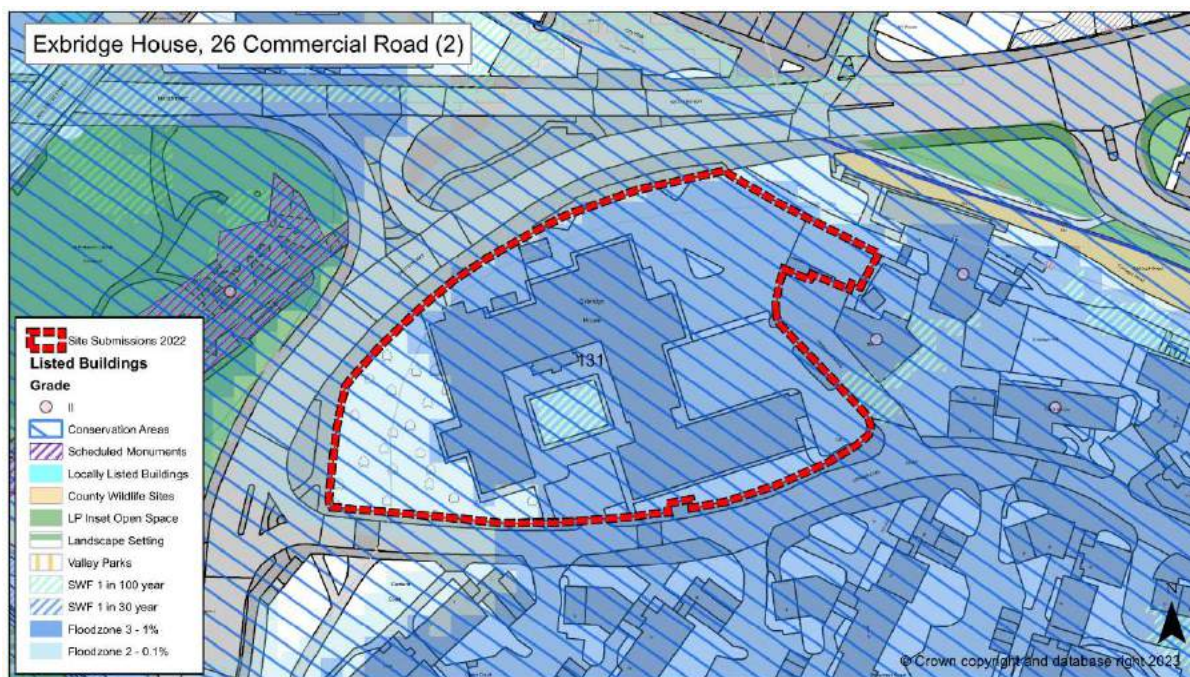 Exbridge House, 26 Commercial Road (2)
Exbridge
House
131
Site Submissions 2022
Listed Buildings
Grade
II
Conservation Areas
Scheduled Monuments
Locally Listed Buildings
County Wildlife Sites
LP Inset Open Space
Landscape Setting
Valley Parks
SWF 1 in 100 year
SWF 1 in 30 year
Floodzone 3 - 1%
Floodzone 2 - 0.1%
© Crown copyright and database right 2023